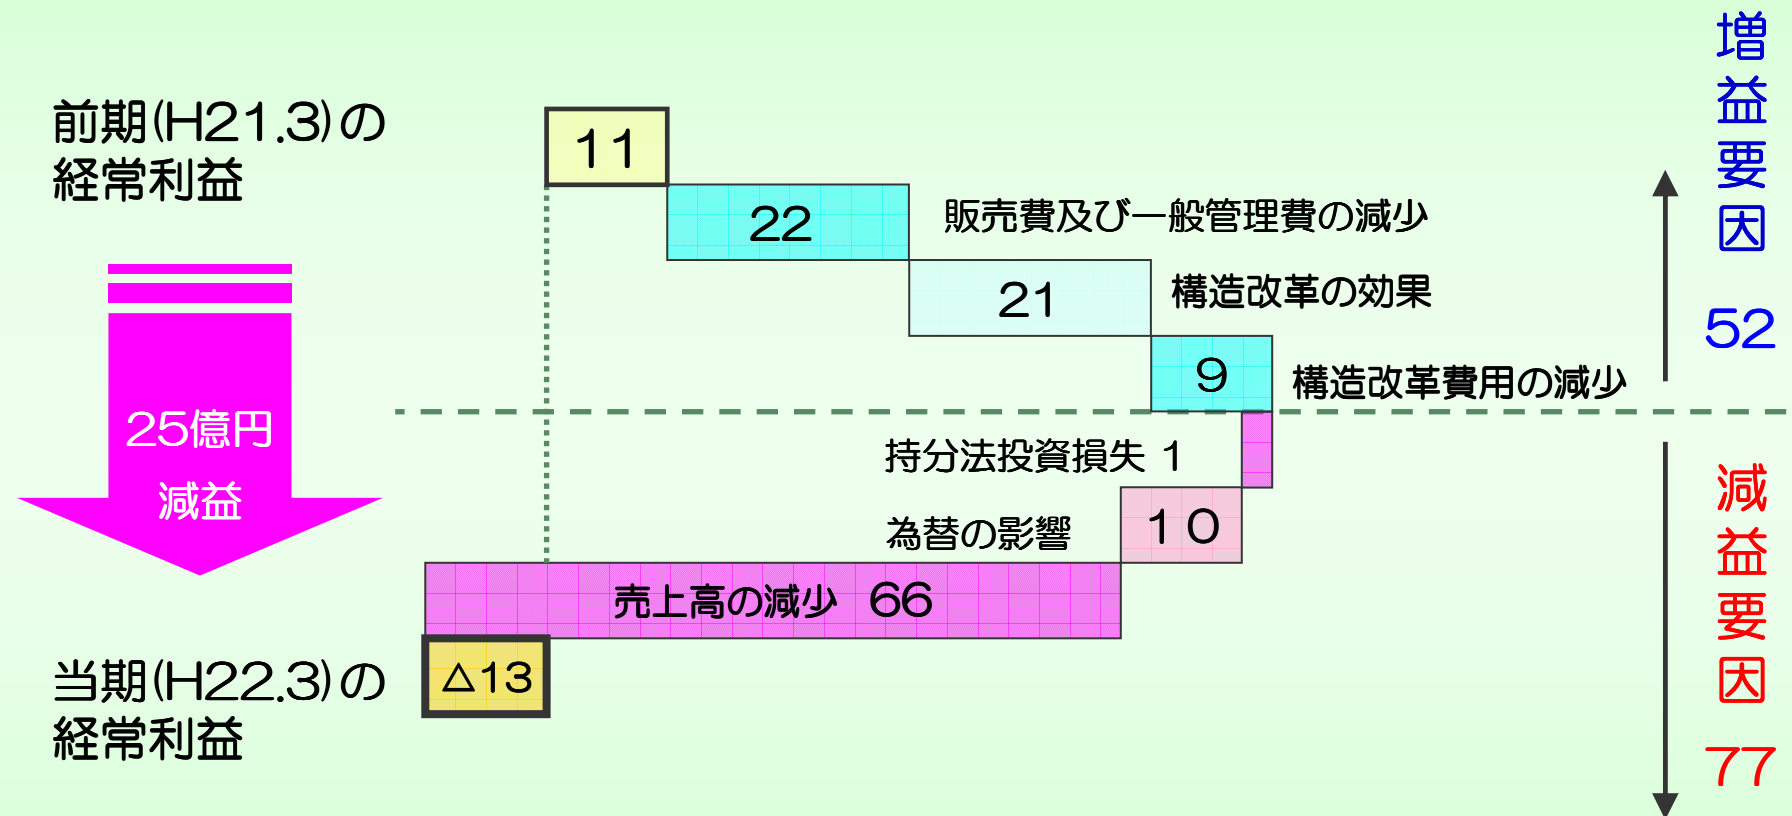 前期(H21.3)の
経常利益
11
22
販売費及び一般管理費の減少
21
構造改革の効果
9
構造改革費用の減少
増益要因
52
25億円
減益
持分法投資損失 1
為替の影響
10
売上高の減少 66
当期(H22.3)の
経常利益
△13
減益要因
77